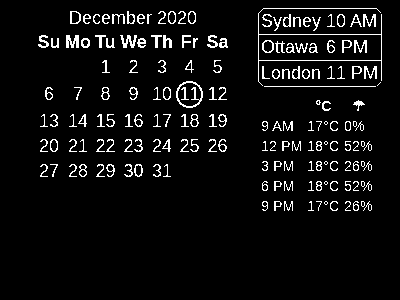 December 2020
Su Mo Tu We Th Fr Sa
1 2 3 4 5
6 7 8 9 10 11 12
13 14 15 16 17 18 19
20 21 22 23 24 25 26
27 28 29 30 31
Sydney 10 AM
Ottawa 6 PM
London 11 PM
°C ☂
9 AM 17°C 0%
12 PM 18°C 52%
3 PM 18°C 26%
6 PM 18°C 52%
9 PM 17°C 26%